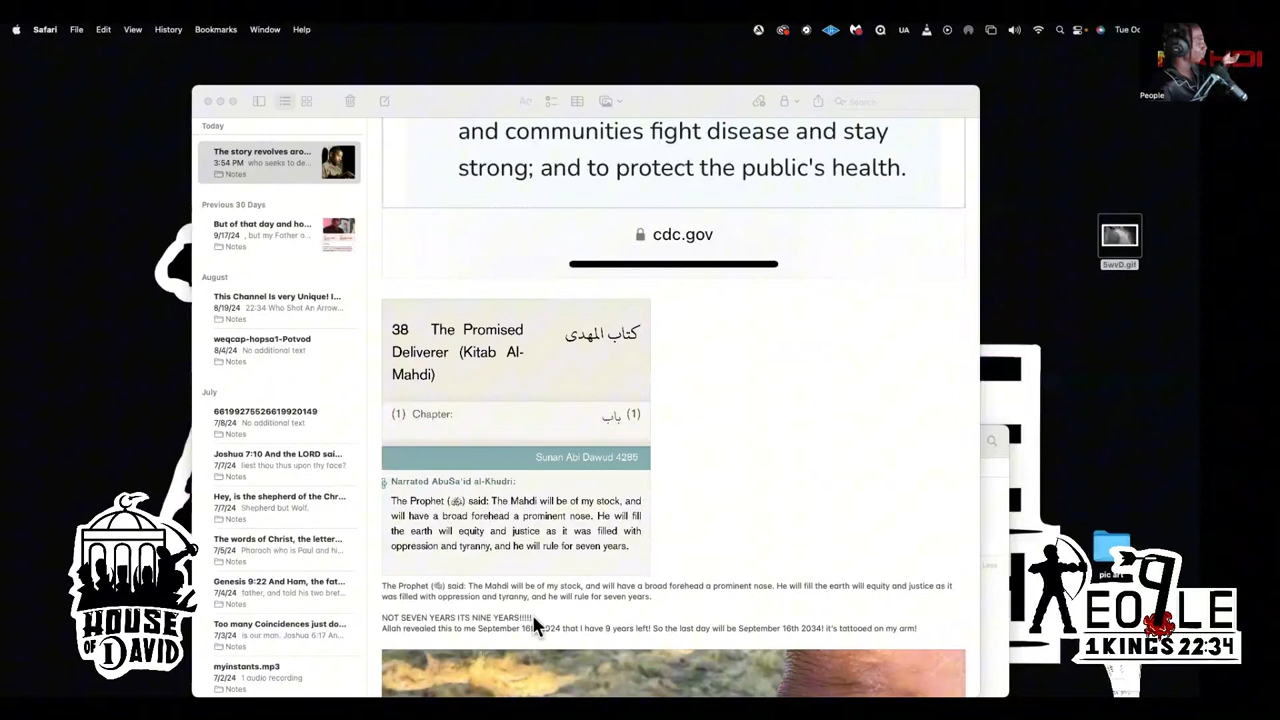 Safari File Edit View History Bookmarks Window Help
UA
Tue Oc
People
Search
Today
The story revolves aro...
3:54 PM who seeks to de...
Notes
Previous 30 Days
But of that day and ho...
9/17/24 , but my Father o...
Notes
August
This Channel Is very Unique! I...
8/19/24 22:34 Who Shot An Arrow...
Notes
weqcap-hopsa1-Potvod
8/4/24 No additional text
Notes
July
66199275526619920149
7/8/24 No additional text
Notes
Joshua 7:10 And the LORD sai...
7/7/24 liest thou thus upon thy face?
Notes
Hey, is the shepherd of the Chr...
7/7/24 Shepherd but Wolf.
Notes
The words of Christ, the letter...
7/5/24 Pharaoh who is Paul and hi...
Notes
Genesis 9:22 And Ham, the fat...
7/4/24 father, and told his two bret...
Notes
Too many Coincidences just do...
7/3/24 is our man. Joshua 6:17 An...
Notes
myinstants.mp3
7/2/24 1 audio recording
Notes
and communities fight disease and stay
strong; and to protect the public's health.
cdc.gov
38 The Promised
Deliverer (Kitab Al-
Mahdi)
كتاب المهدى
(1) Chapter:
(1) باب
Sunan Abi Dawud 4285
Narrated AbuSa'id al-Khudri:
The Prophet (ﷺ) said: The Mahdi will be of my stock, and
will have a broad forehead a prominent nose. He will fill
the earth will equity and justice as it was filled with
oppression and tyranny, and he will rule for seven years.
The Prophet (ﷺ) said: The Mahdi will be of my stock, and will have a broad forehead a prominent nose. He will fill the earth will equity and justice as it
was filled with oppression and tyranny, and he will rule for seven years.
NOT SEVEN YEARS ITS NINE YEARS!!!!!
Allah revealed this to me September 16th 2024 that I have 9 years left! So the last day will be September 16th 2034! it's tattooed on my arm!
5wvD.gif
Less
pic art
HOUSE
OF DAVID
EOPLE
1 KINGS 22:34